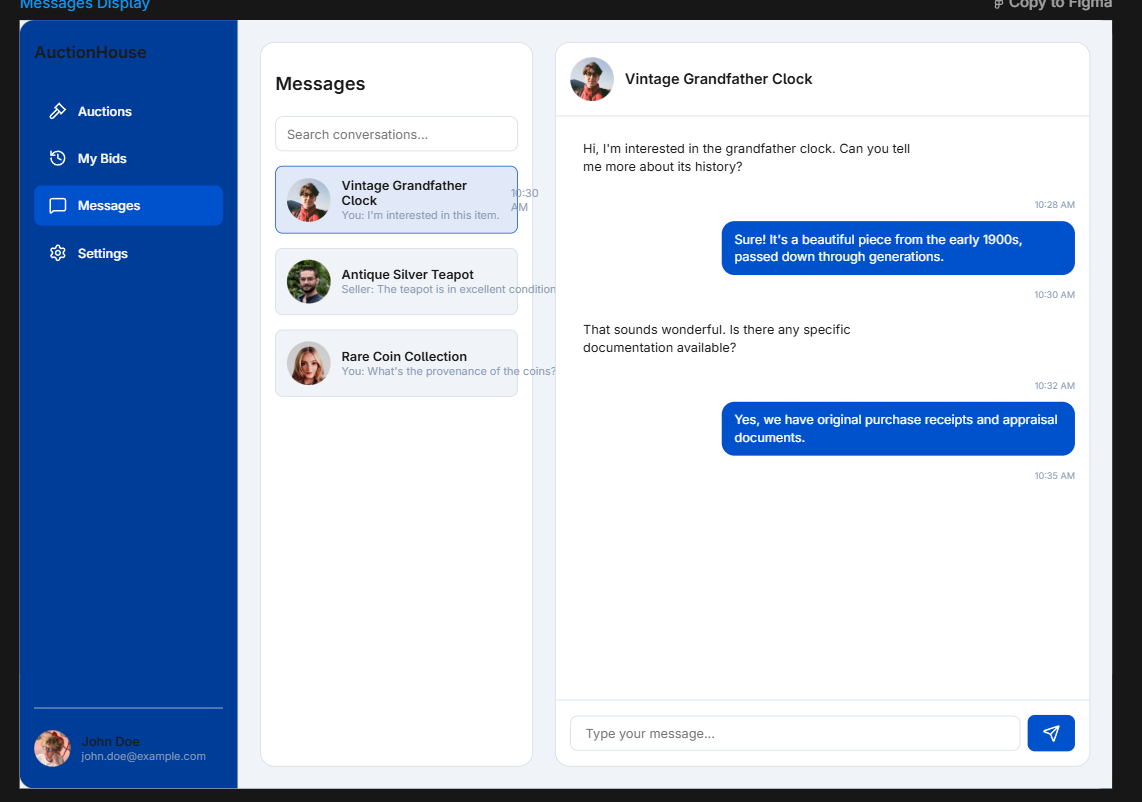 Messages Display
Copy to Figma
AuctionHouse
Auctions
My Bids
Messages
Settings
John Doe
john.doe@example.com
Messages
Search conversations...
Vintage Grandfather
Clock
You: I'm interested in this item.
10:30
AM
Antique Silver Teapot
Seller: The teapot is in excellent condition
Rare Coin Collection
You: What's the provenance of the coins?
Vintage Grandfather Clock
Hi, I'm interested in the grandfather clock. Can you tell
me more about its history?
10:28 AM
Sure! It's a beautiful piece from the early 1900s,
passed down through generations.
10:30 AM
That sounds wonderful. Is there any specific
documentation available?
10:32 AM
Yes, we have original purchase receipts and appraisal
documents.
10:35 AM
Type your message...